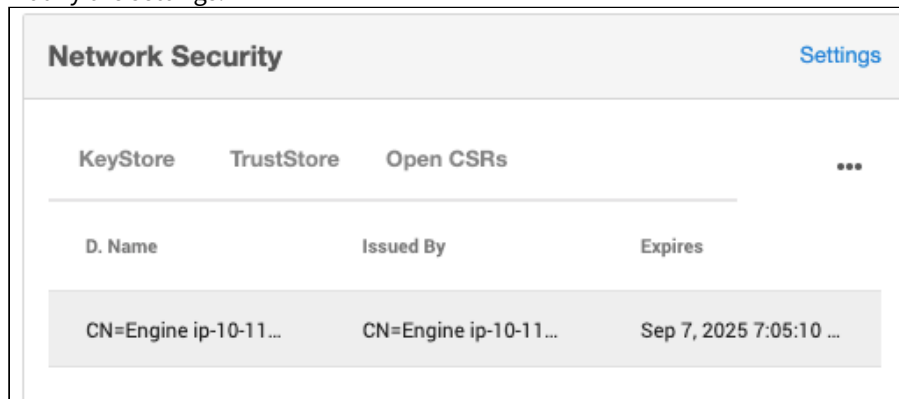 Network Security Settings
KeyStore TrustStore Open CSRs •••
D. Name Issued By Expires
CN=Engine ip-10-11... CN=Engine ip-10-11... Sep 7, 2025 7:05:10 ...